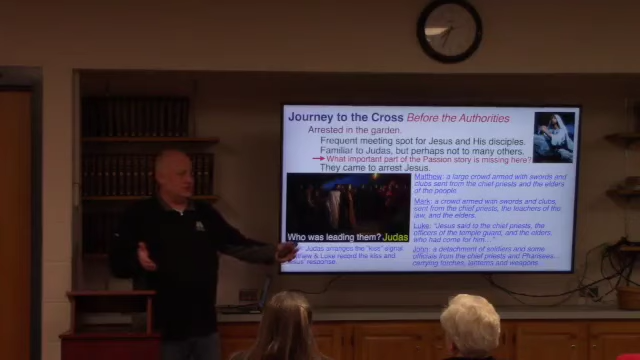 Journey to the Cross Before the Authorities
Arrested in the garden.
Frequent meeting spot for Jesus and His disciples.
Familiar to Judas, but perhaps not to many others.
→ What important part of the Passion story is missing here?
They came to arrest Jesus.
Who was leading them? Judas
Judas arranges the "kiss" signal
& Luke record the kiss and
response.
Matthew: a large crowd armed with swords and
clubs sent from the chief priests and the elders
of the people
Mark: a crowd armed with swords and clubs,
sent from the chief priests, the teachers of the
law, and the elders.
Luke: "Jesus said to the chief priests, the
officers of the temple guard, and the elders,
who had come for him…
John: a detachment of soldiers and some
officials from the chief priests and Pharisees…
carrying torches, lanterns and weapons